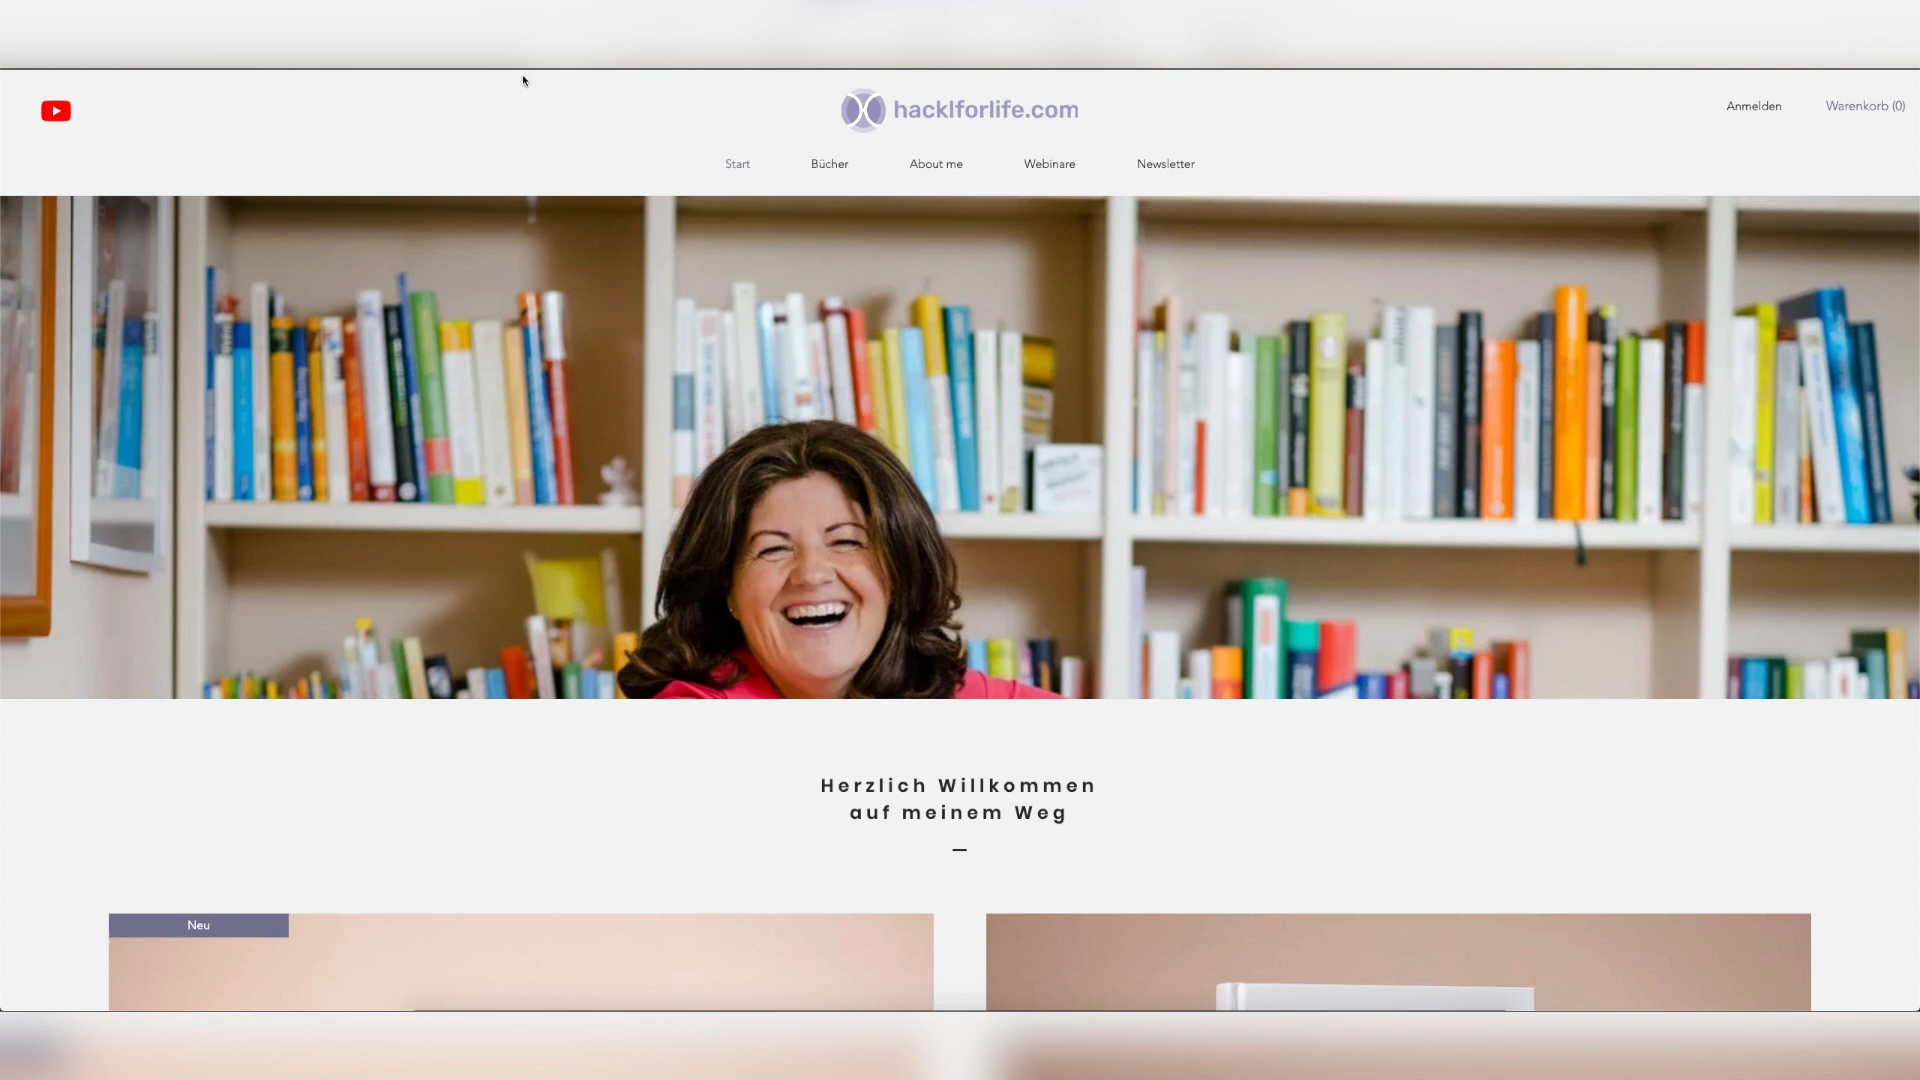 hacklforlife.com
Anmelden
Warenkorb (0)
Start
Bücher
About me
Webinare
Newsletter
Herzlich Willkommen
auf meinem Weg
Neu